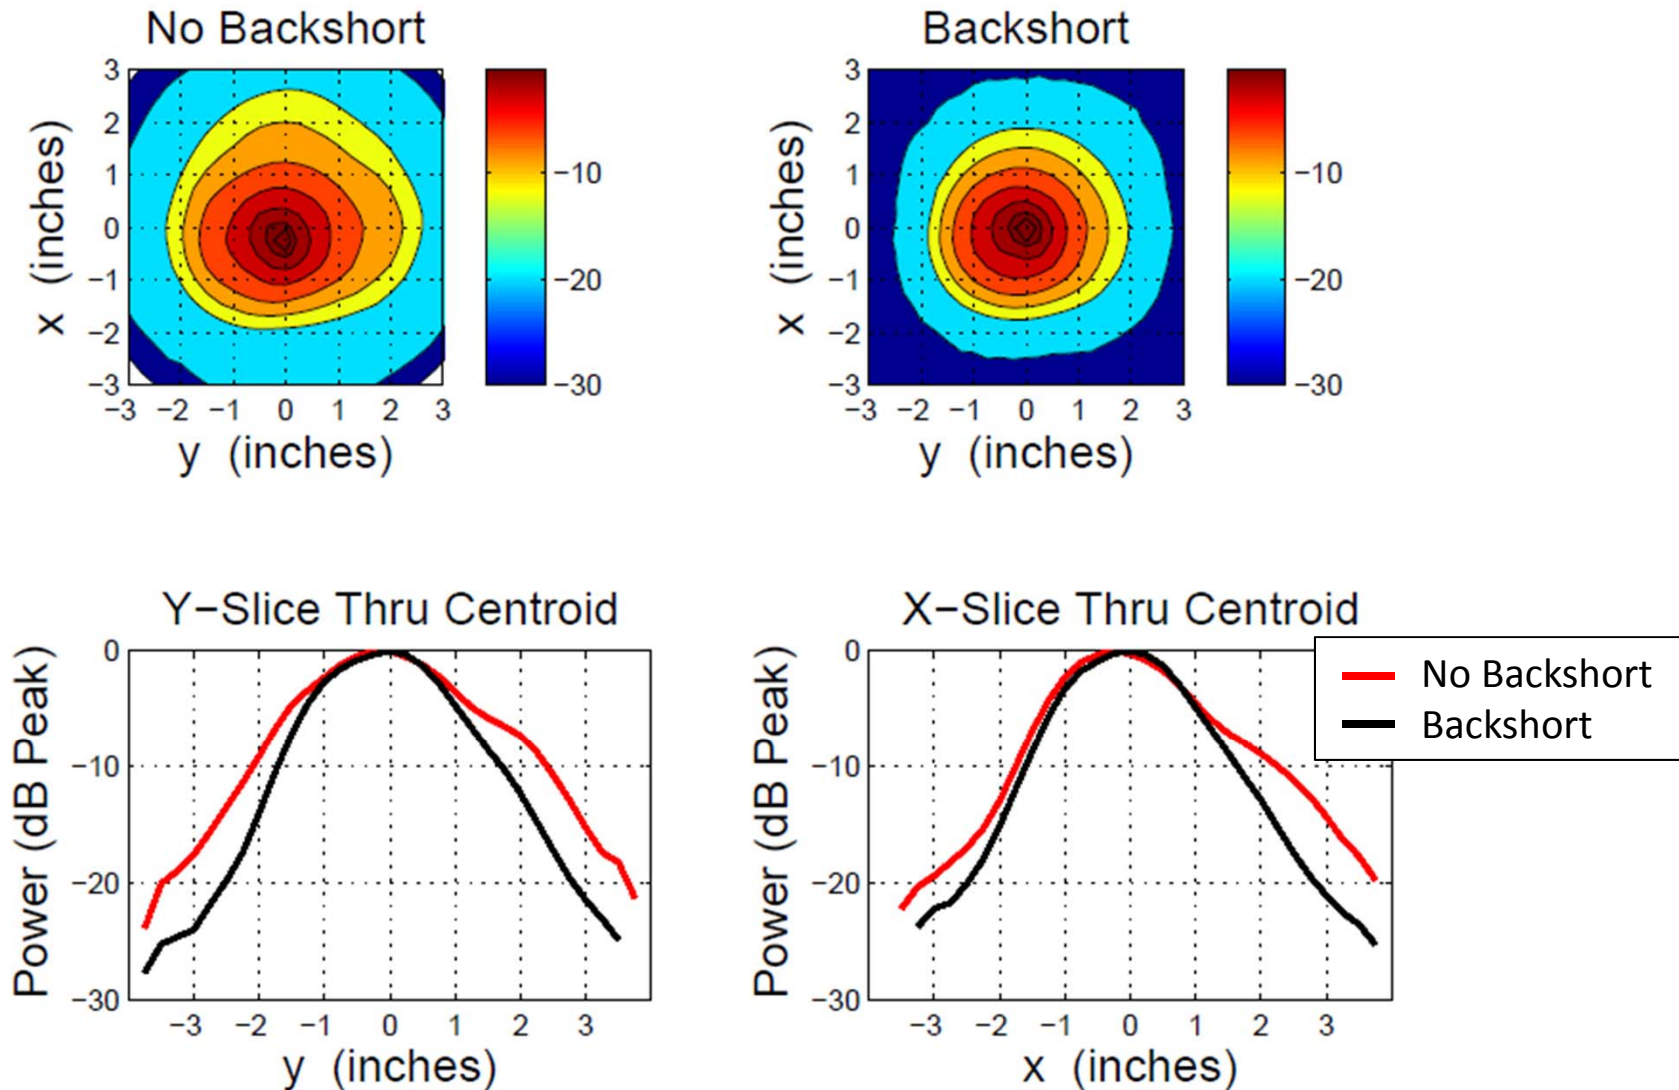 No Backshort
3
2
1
0
−1
−2
−3
−3 −2 −1 0 1 2 3
x (inches)
y (inches)
−10
−20
−30
Backshort
3
2
1
0
−1
−2
−3
−3 −2 −1 0 1 2 3
x (inches)
y (inches)
−10
−20
−30
Y−Slice Thru Centroid
0
−10
−20
−30
−3 −2 −1 0 1 2 3
Power (dB Peak)
y (inches)
X−Slice Thru Centroid
0
−10
−20
−30
−3 −2 −1 0 1 2 3
Power (dB Peak)
x (inches)
No Backshort
Backshort